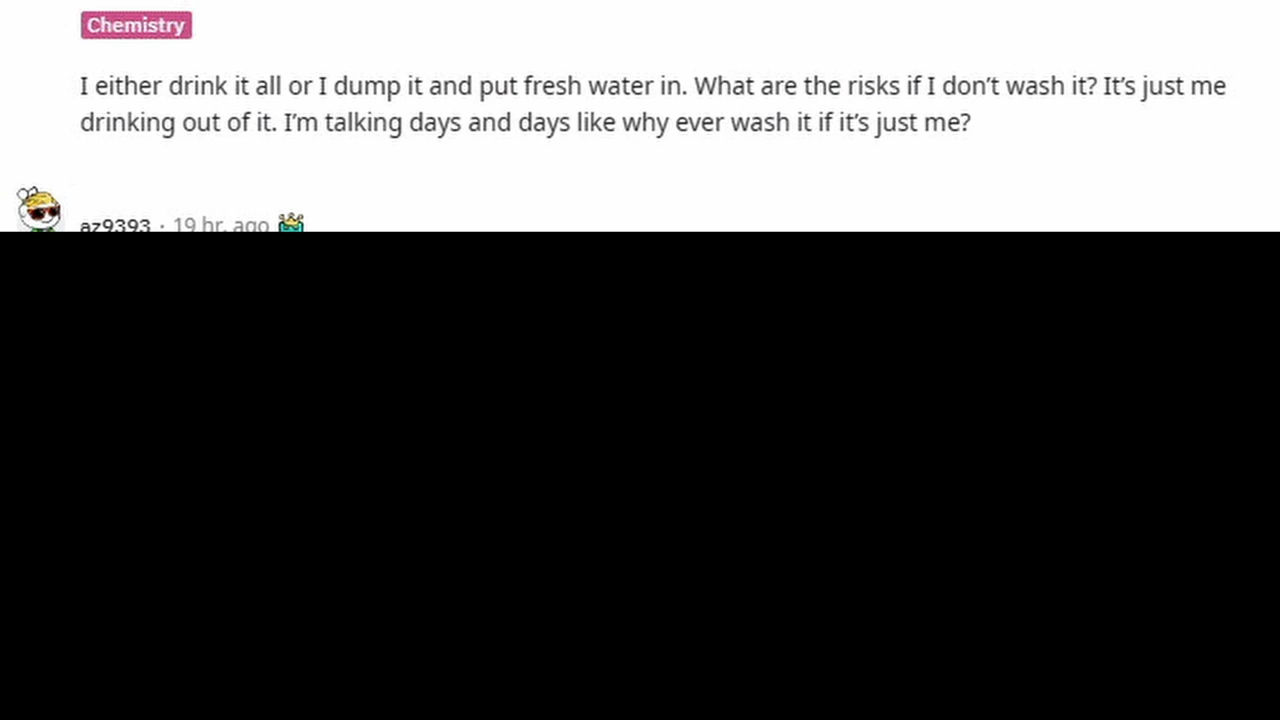 Chemistry
I either drink it all or I dump it and put fresh water in. What are the risks if I don’t wash it? It’s just me
drinking out of it. I’m talking days and days like why ever wash it if it’s just me?
az9393 · 19 hr. ago